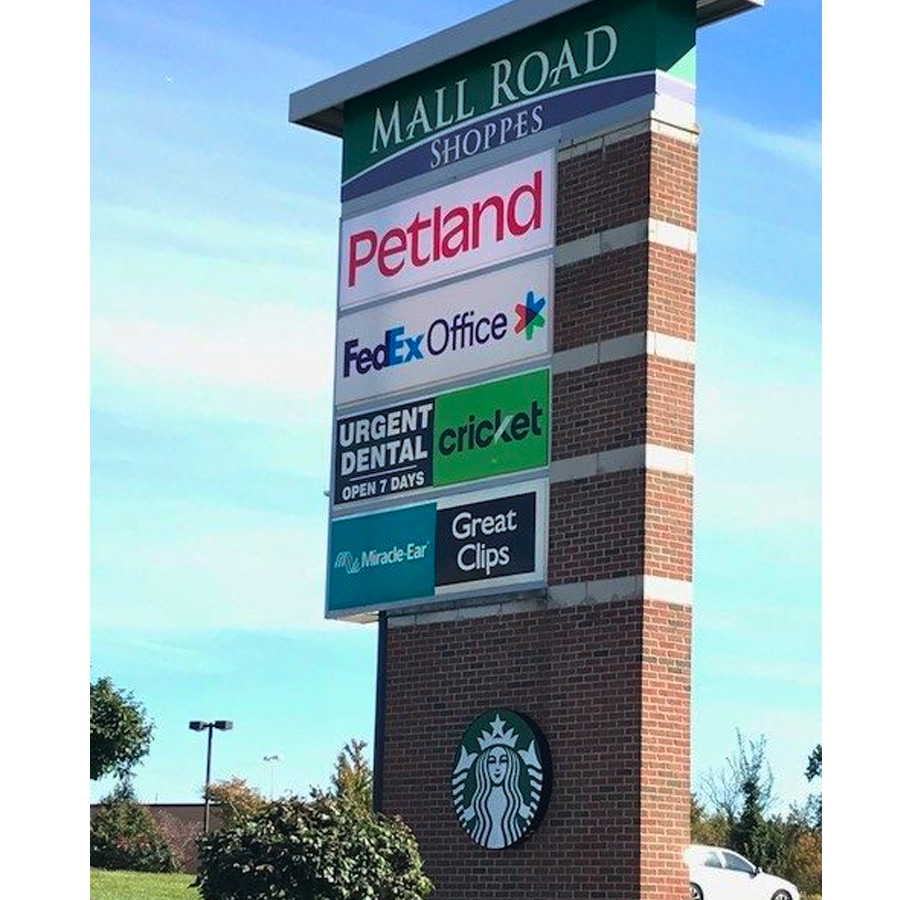 MALL ROAD
SHOPPES
Petland
FedEx Office
URGENT
DENTAL
OPEN 7 DAYS
cricket
Miracle-Ear
Great
Clips